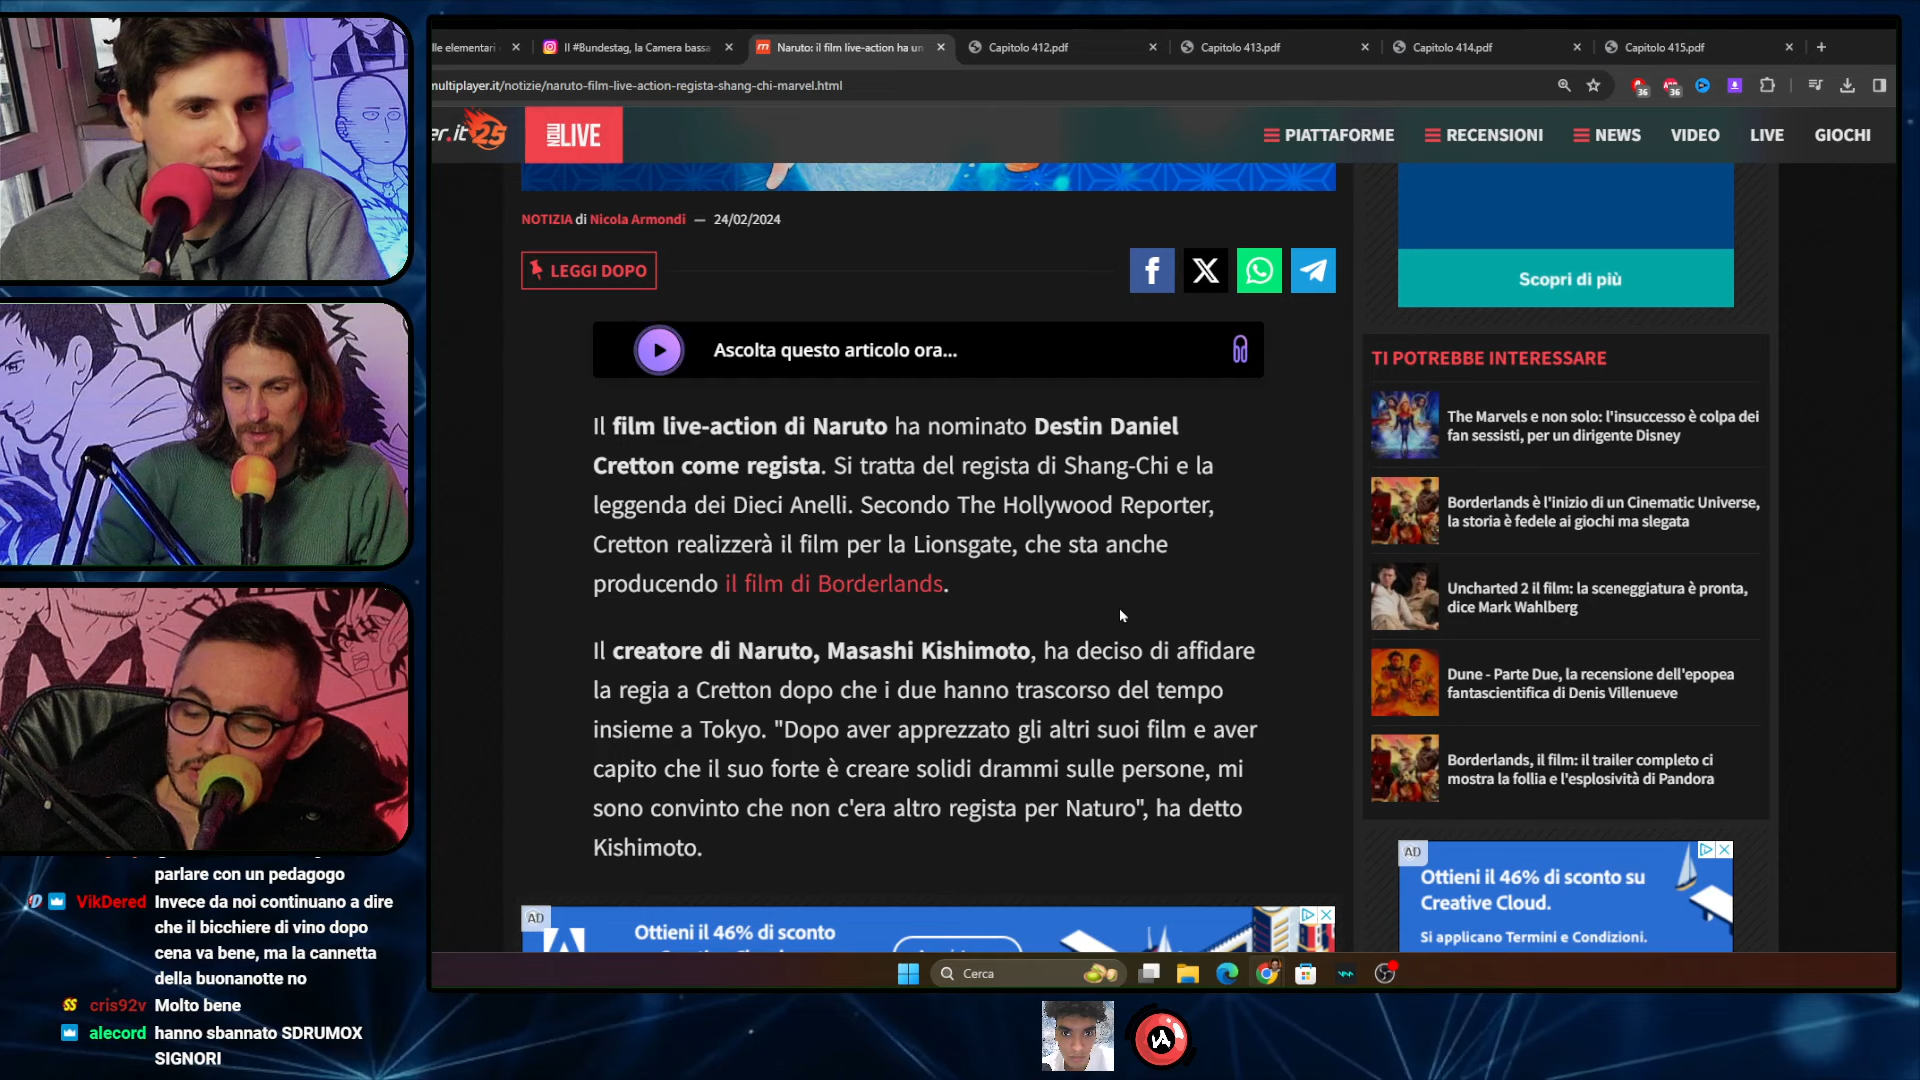 lle elementari
Il #Bundestag, la Camera bassa
Naruto: il film live-action ha un
Capitolo 412.pdf
Capitolo 413.pdf
Capitolo 414.pdf
Capitolo 415.pdf
multiplayer.it/notizie/naruto-film-live-action-regista-shang-chi-marvel.html
36
36
er.it 25
NOW LIVE
PIATTAFORME
RECENSIONI
NEWS
VIDEO
LIVE
GIOCHI
NOTIZIA di Nicola Armondi — 24/02/2024
LEGGI DOPO
Ascolta questo articolo ora...
Il film live-action di Naruto ha nominato Destin Daniel
Cretton come regista. Si tratta del regista di Shang-Chi e la
leggenda dei Dieci Anelli. Secondo The Hollywood Reporter,
Cretton realizzerà il film per la Lionsgate, che sta anche
producendo il film di Borderlands.
Il creatore di Naruto, Masashi Kishimoto, ha deciso di affidare
la regia a Cretton dopo che i due hanno trascorso del tempo
insieme a Tokyo. "Dopo aver apprezzato gli altri suoi film e aver
capito che il suo forte è creare solidi drammi sulle persone, mi
sono convinto che non c'era altro regista per Naturo", ha detto
Kishimoto.
AD
Ottieni il 46% di sconto
Scopri di più
TI POTREBBE INTERESSARE
The Marvels e non solo: l'insuccesso è colpa dei
fan sessisti, per un dirigente Disney
Borderlands è l'inizio di un Cinematic Universe,
la storia è fedele ai giochi ma slegata
Uncharted 2 il film: la sceneggiatura è pronta,
dice Mark Wahlberg
Dune - Parte Due, la recensione dell'epopea
fantascientifica di Denis Villenueve
Borderlands, il film: il trailer completo ci
mostra la follia e l'esplosività di Pandora
AD
Ottieni il 46% di sconto su
Creative Cloud.
Si applicano Termini e Condizioni.
Cerca
parlare con un pedagogo
VikDered Invece da noi continuano a dire
che il bicchiere di vino dopo
cena va bene, ma la cannetta
della buonanotte no
cris92v Molto bene
alecord hanno sbannato SDRUMOX
SIGNORI